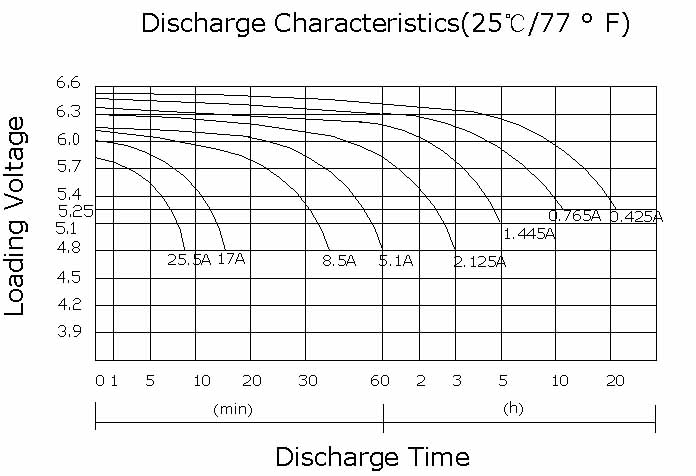 Discharge Characteristics(25℃/77 ° F)
Loading Voltage
6.6
6.3
6.0
5.7
5.4
5.25
5.1
4.8
4.5
4.2
3.9
0.765A 0.425A
1.445A
25.5A 17A 8.5A 5.1A 2.125A
0 1 5 10 20 30 60 2 3 5 10 20
(min) (h)
Discharge Time